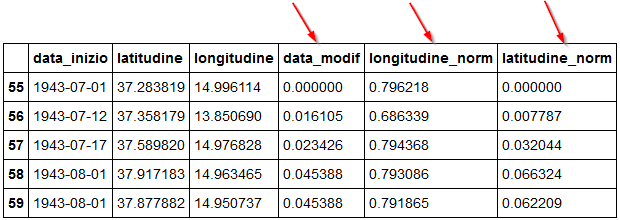 data_inizio latitudine longitudine data_modif longitudine_norm latitudine_norm
55 1943-07-01 37.283819 14.996114 0.000000 0.796218 0.000000
56 1943-07-12 37.358179 13.850690 0.016105 0.686339 0.007787
57 1943-07-17 37.589820 14.976828 0.023426 0.794368 0.032044
58 1943-08-01 37.917183 14.963465 0.045388 0.793086 0.066324
59 1943-08-01 37.877882 14.950737 0.045388 0.791865 0.062209